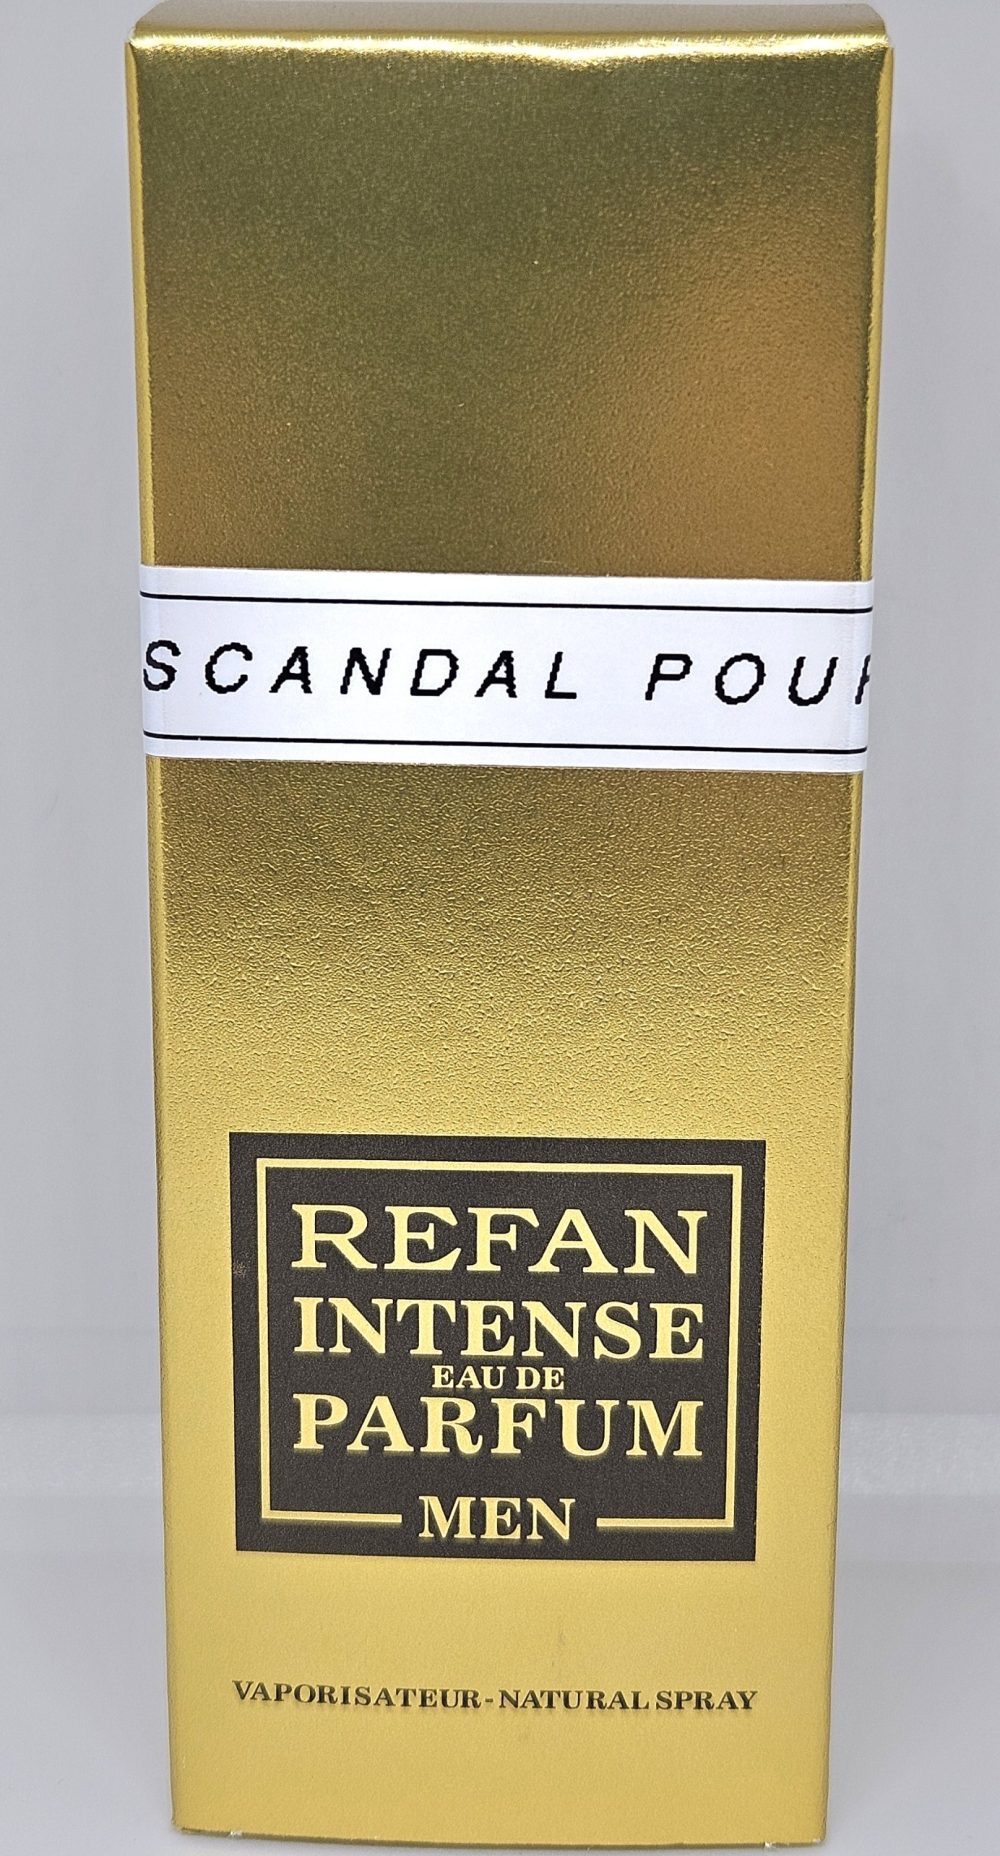 SCANDAL POUR
REFAN
INTENSE
EAU DE
PARFUM
MEN
VAPORISATEUR-NATURAL SPRAY